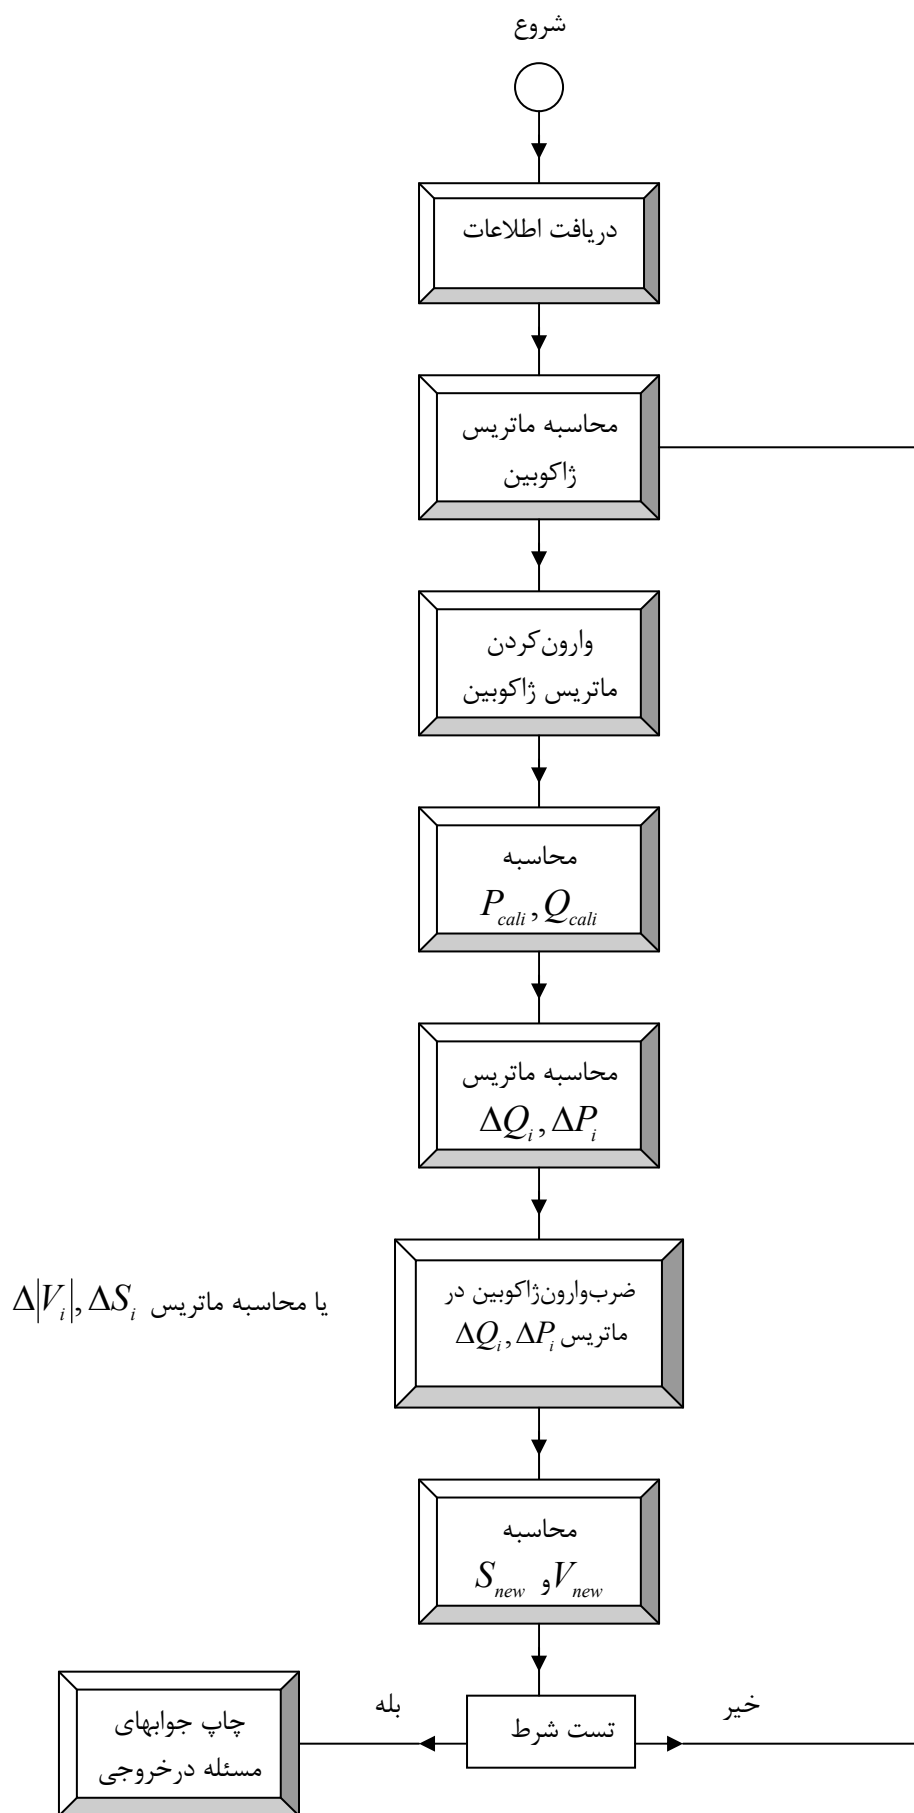 شروع
دریافت اطلاعات
محاسبه ماتریس
ژاکوبین
وارون‌کردن
ماتریس ژاکوبین
محاسبه
P_cali, Q_cali
محاسبه ماتریس
ΔQ_i, ΔP_i
ضرب‌وارون‌ژاکوبین در
ماتریس ΔQ_i, ΔP_i
یا محاسبه ماتریس Δ|V_i|, ΔS_i
محاسبه
S_new و V_new
تست شرط
بله
خیر
چاپ جوابهای
مسئله درخروجی